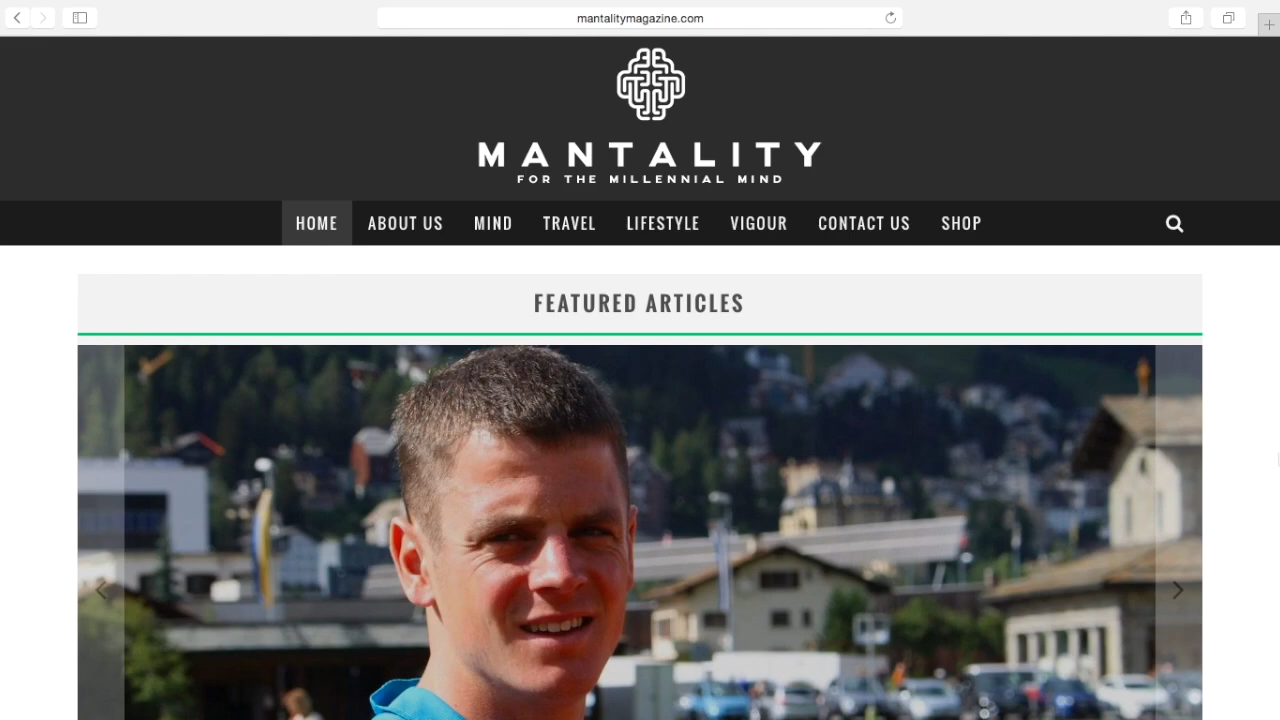 mantalitymagazine.com
MANTALITY
FOR THE MILLENNIAL MIND
HOME ABOUT US MIND TRAVEL LIFESTYLE VIGOUR CONTACT US SHOP
FEATURED ARTICLES